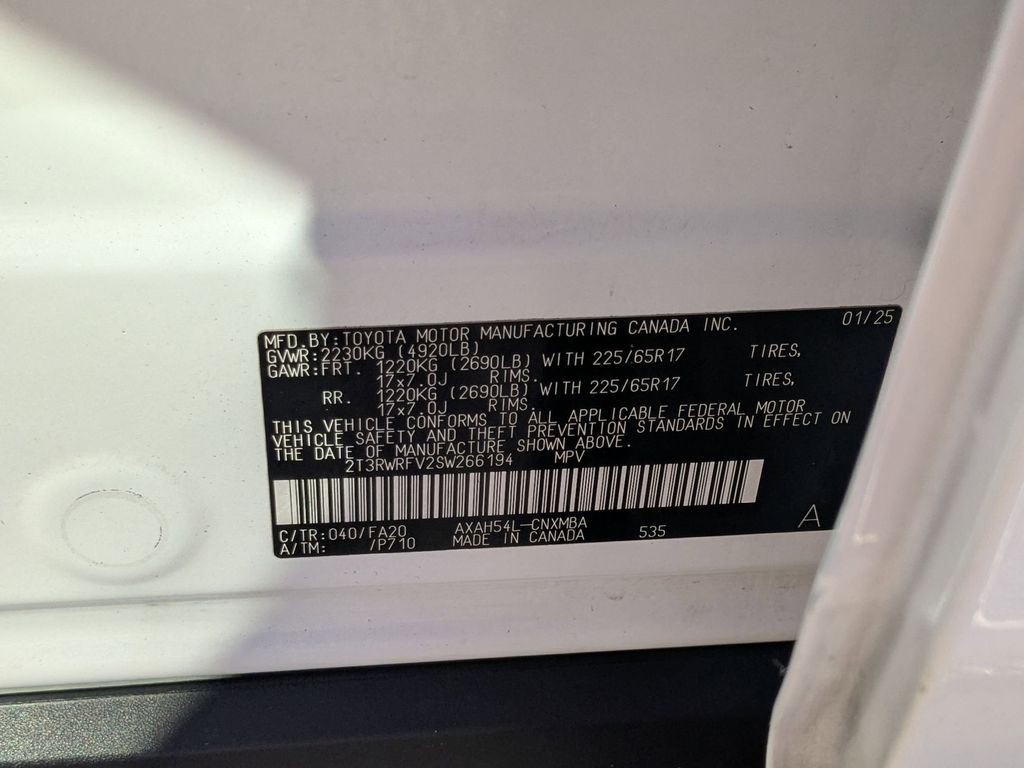 MFD.BY:TOYOTA MOTOR MANUFACTURING CANADA INC. 01/25
GVWR:2230KG (4920LB)
GAWR:FRT. 1220KG (2690LB) WITH 225/65R17 TIRES,
17x7.0J RIMS.
RR. 1220KG (2690LB) WITH 225/65R17 TIRES,
17x7.0J RIMS.
THIS VEHICLE CONFORMS TO ALL APPLICABLE FEDERAL MOTOR
VEHICLE SAFETY AND THEFT PREVENTION STANDARDS IN EFFECT ON
THE DATE OF MANUFACTURE SHOWN ABOVE.
2T3RWRFV2SW266194 MPV
C/TR:040/FA20 AXAH54L-CNXMBA A
A/TM: /P710 MADE IN CANADA 535